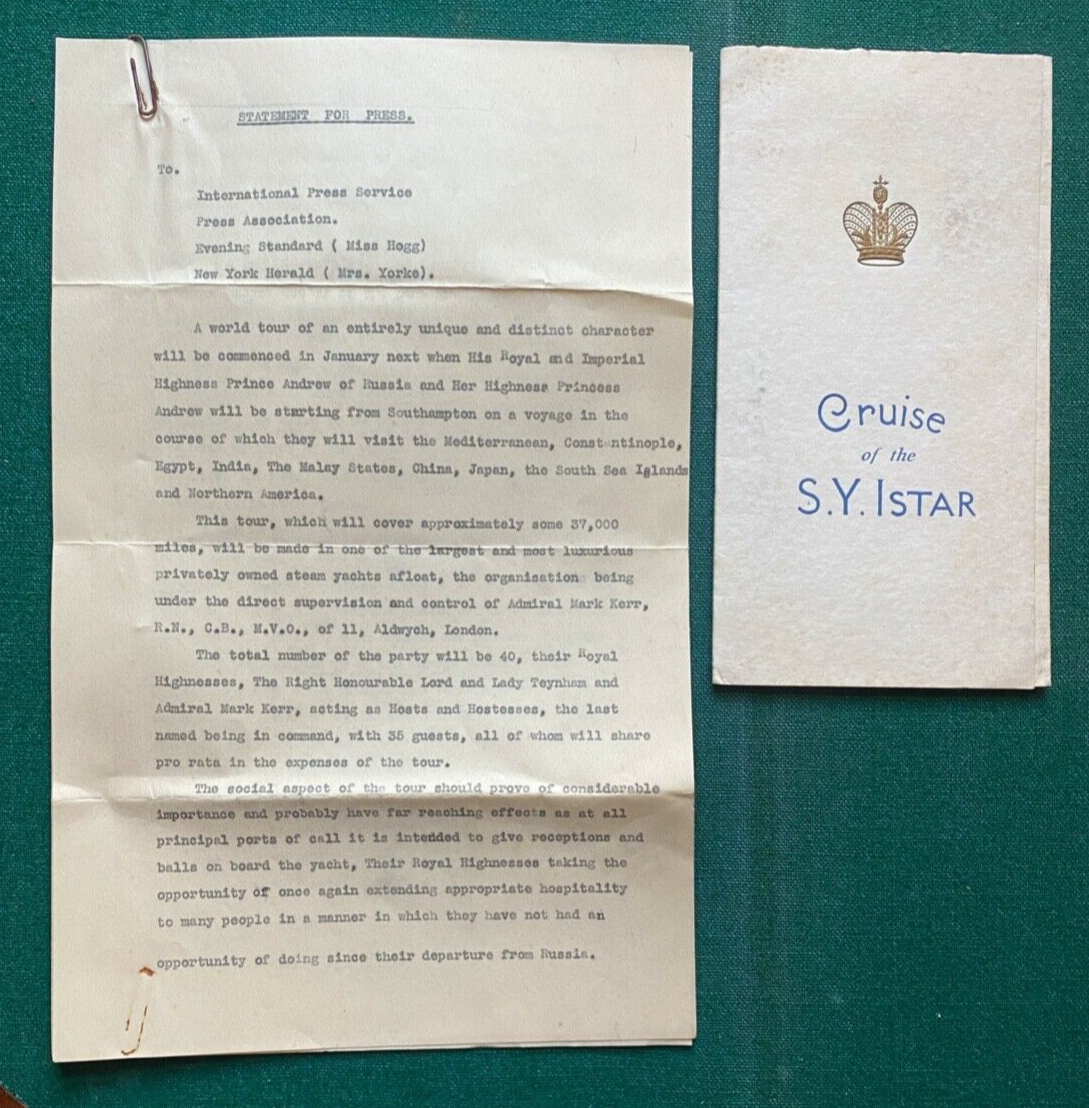 STATEMENT FOR PRESS.
To.
International Press Service
Press Association.
Evening Standard ( Miss Hogg)
New York Herald ( Mrs. Yorke).
A world tour of an entirely unique and distinct character
will be commenced in January next when His Royal and Imperial
Highness Prince Andrew of Russia and Her Highness Princess
Andrew will be starting from Southampton on a voyage in the
course of which they will visit the Mediterranean, Constantinople,
Egypt, India, The Malay States, China, Japan, the South Sea Islands
and Northern America.
This tour, which will cover approximately some 37,000
miles, will be made in one of the largest and most luxurious
privately owned steam yachts afloat, the organisation being
under the direct supervision and control of Admiral Mark Kerr,
R.N., C.B., M.V.O., of 11, Aldwych, London.
The total number of the party will be 40, their Royal
Highnesses, The Right Honourable Lord and Lady Teynham and
Admiral Mark Kerr, acting as Hosts and Hostesses, the last
named being in command, with 35 guests, all of whom will share
pro rata in the expenses of the tour.
The social aspect of the tour should prove of considerable
importance and probably have far reaching effects as at all
principal ports of call it is intended to give receptions and
balls on board the yacht, Their Royal Highnesses taking the
opportunity of once again extending appropriate hospitality
to many people in a manner in which they have not had an
opportunity of doing since their departure from Russia.
Cruise
of the
S.Y. ISTAR